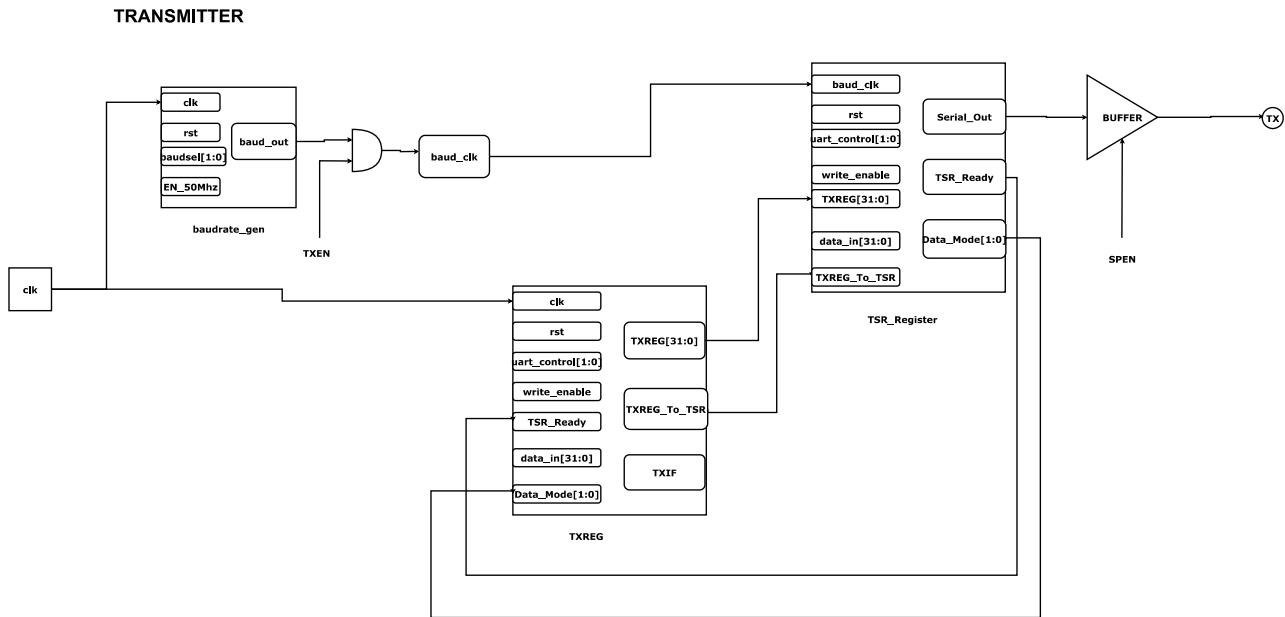 TRANSMITTER
clk
rst
baudsel[1:0]
EN_50Mhz
baud_out
baudrate_gen
TXEN
baud_clk
clk
baud_clk
rst
uart_control[1:0]
write_enable
TXREG[31:0]
data_in[31:0]
TXREG_To_TSR
Serial_Out
TSR_Ready
Data_Mode[1:0]
TSR_Register
BUFFER
SPEN
TX
clk
rst
uart_control[1:0]
write_enable
TSR_Ready
data_in[31:0]
Data_Mode[1:0]
TXREG[31:0]
TXREG_To_TSR
TXIF
TXREG